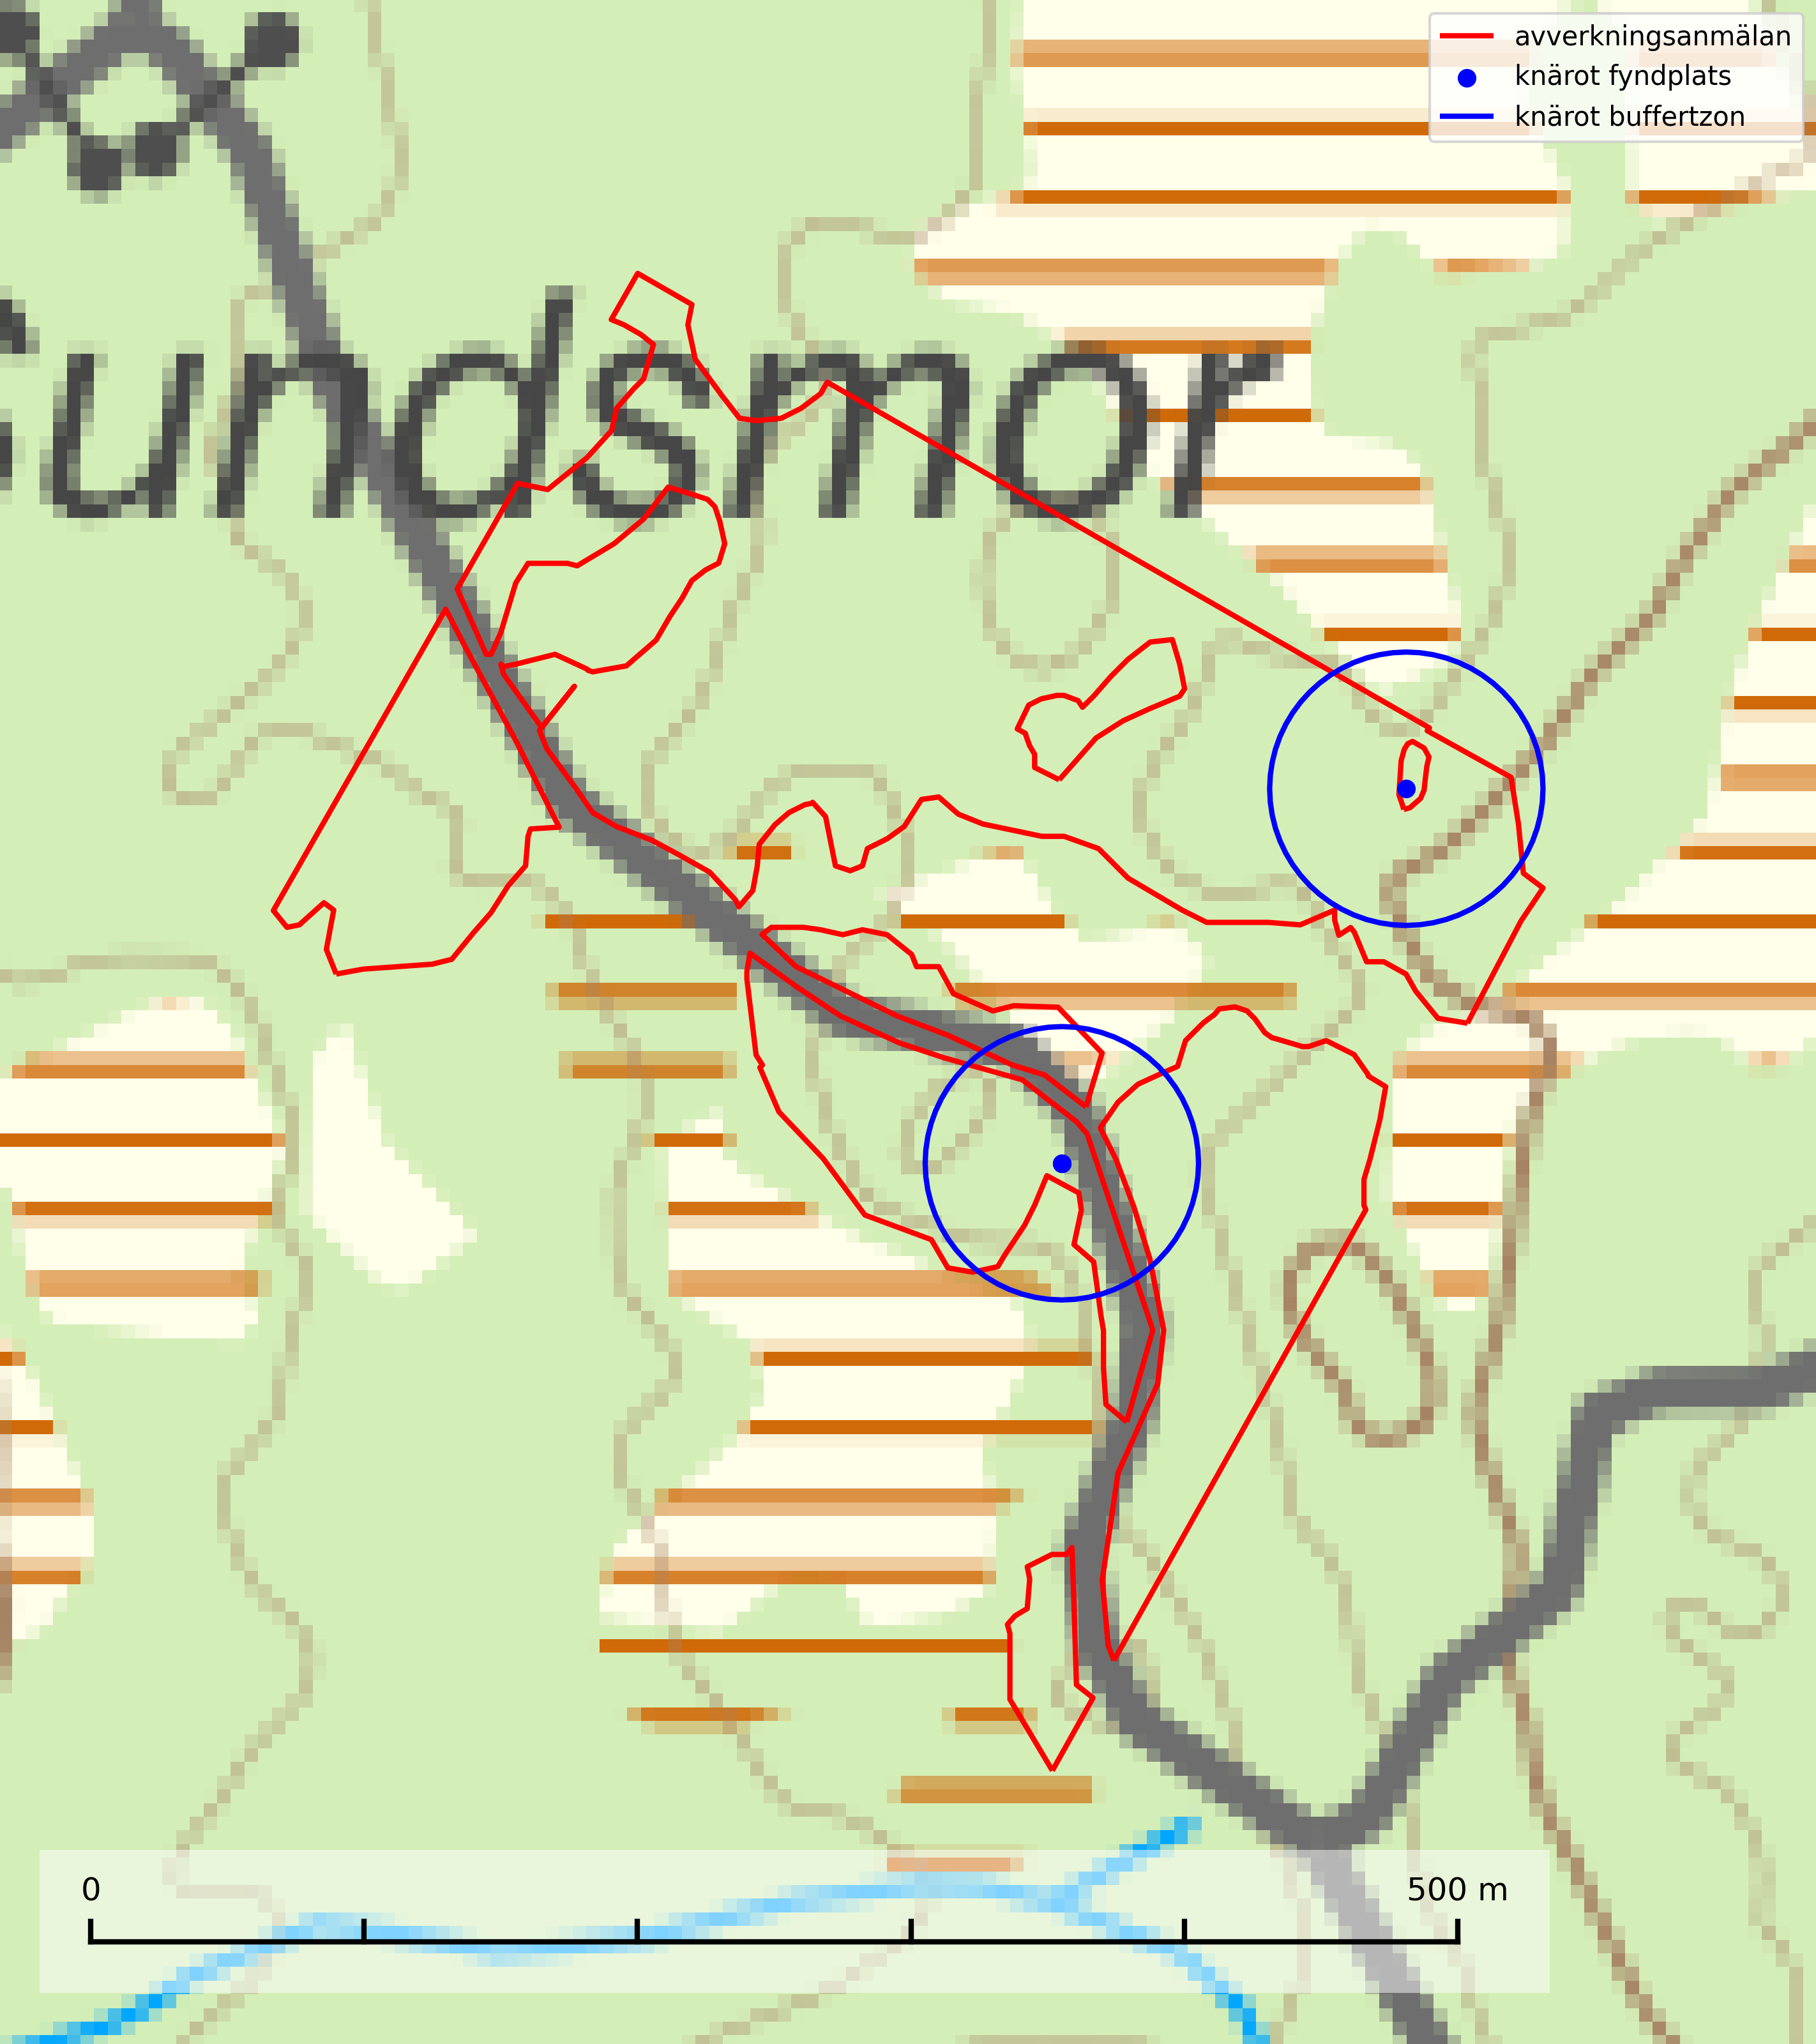 avverkningsanmälan
knärot fyndplats
knärot buffertzon
undsmor
0
500 m